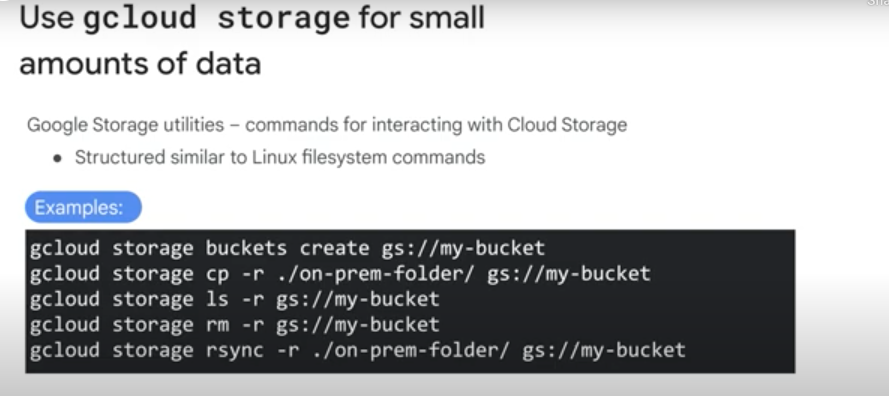 Use gcloud storage for small
amounts of data
Google Storage utilities – commands for interacting with Cloud Storage
• Structured similar to Linux filesystem commands
Examples:
gcloud storage buckets create gs://my-bucket
gcloud storage cp -r ./on-prem-folder/ gs://my-bucket
gcloud storage ls -r gs://my-bucket
gcloud storage rm -r gs://my-bucket
gcloud storage rsync -r ./on-prem-folder/ gs://my-bucket